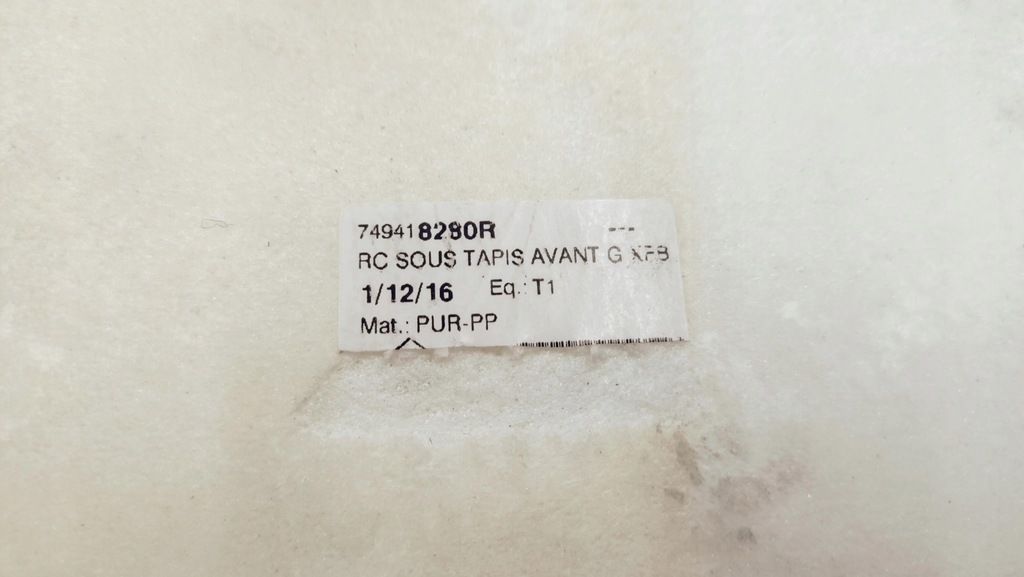 749418280R ---
RC SOUS TAPIS AVANT G XFB
1/12/16 Eq.: T1
Mat.: PUR-PP